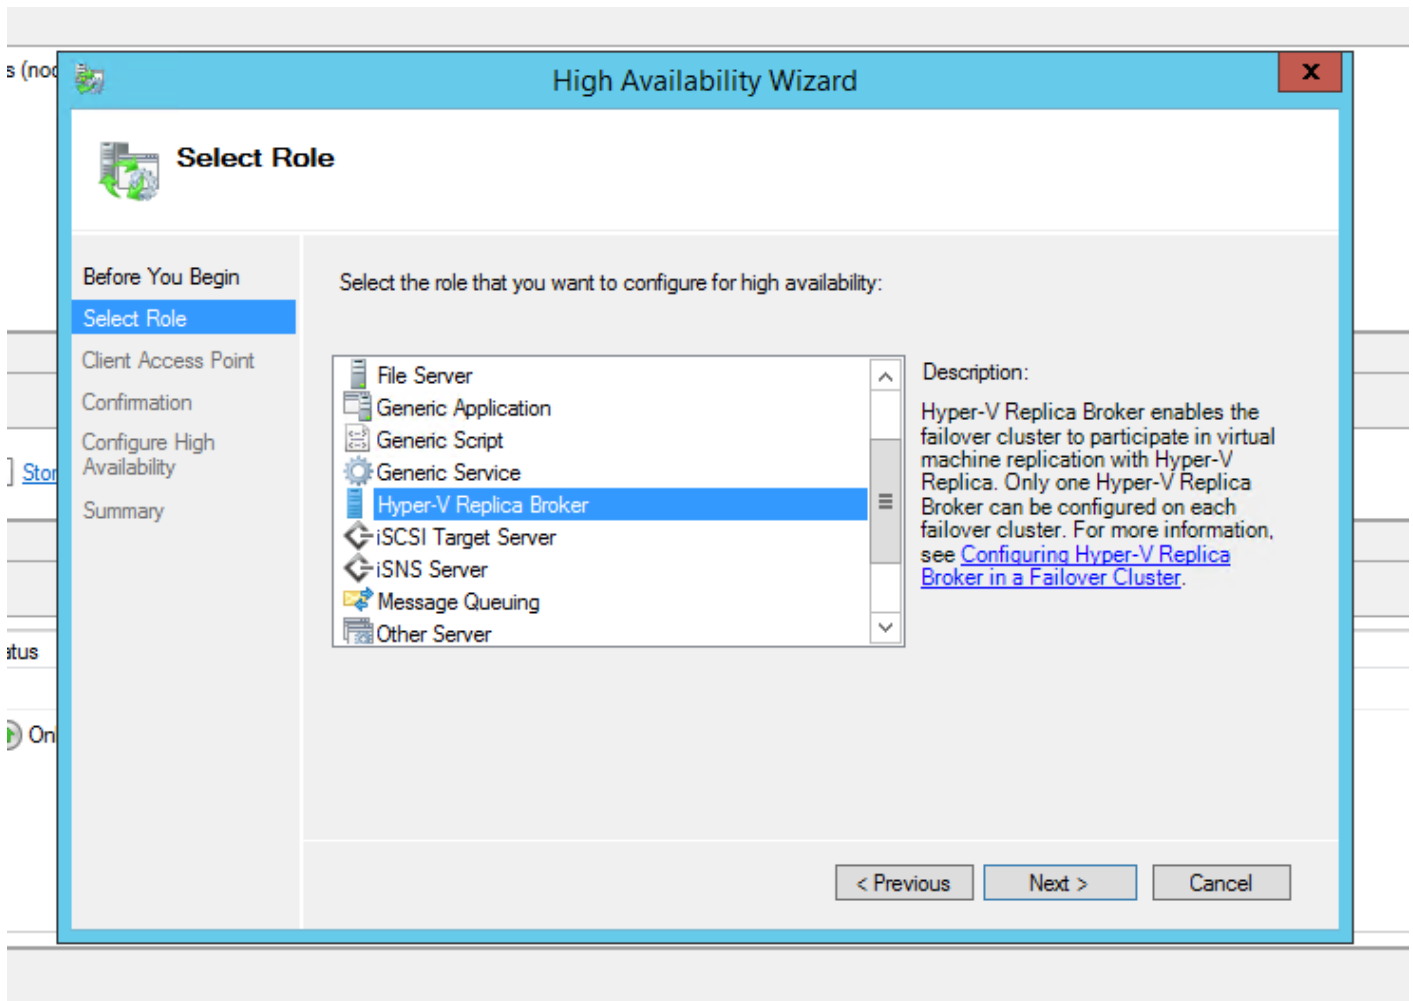 s (nod
High Availability Wizard
x
Select Role
Before You Begin
Select Role
Client Access Point
Confirmation
Configure High
Availability
Summary
Select the role that you want to configure for high availability:
File Server
Generic Application
Generic Script
Generic Service
Hyper-V Replica Broker
iSCSI Target Server
iSNS Server
Message Queuing
Other Server
Description:
Hyper-V Replica Broker enables the
failover cluster to participate in virtual
machine replication with Hyper-V
Replica. Only one Hyper-V Replica
Broker can be configured on each
failover cluster. For more information,
see Configuring Hyper-V Replica
Broker in a Failover Cluster.
Stor
atus
Onl
< Previous
Next >
Cancel